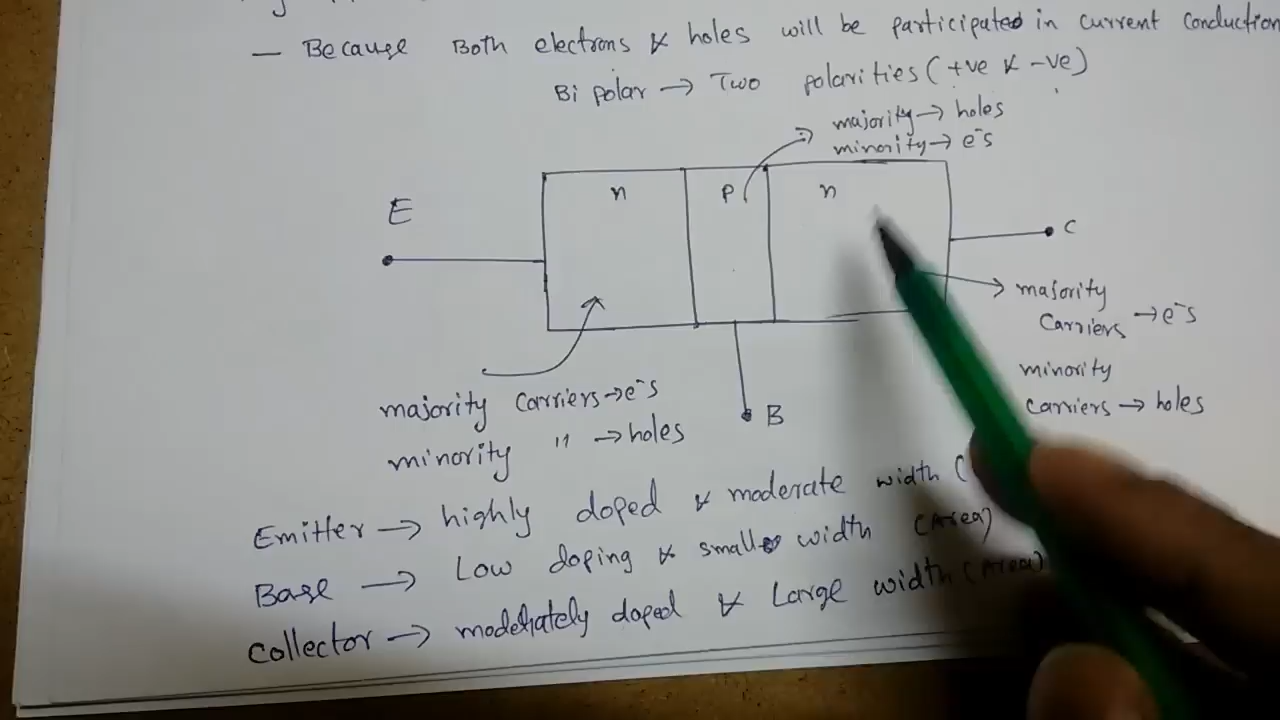 — Because Both electrons & holes will be participated in current conduction
Bi polar → Two polarities (+ve & -ve)
majority → holes
minority → e⁻s
n
P
n
E
C
majority
carriers → e⁻s
minority
carriers → holes
majority carriers → e⁻s
minority " → holes
B
Emitter → highly doped & moderate width (
Base → Low doping & small width (Area)
Collector → moderately doped & Large width (Area)